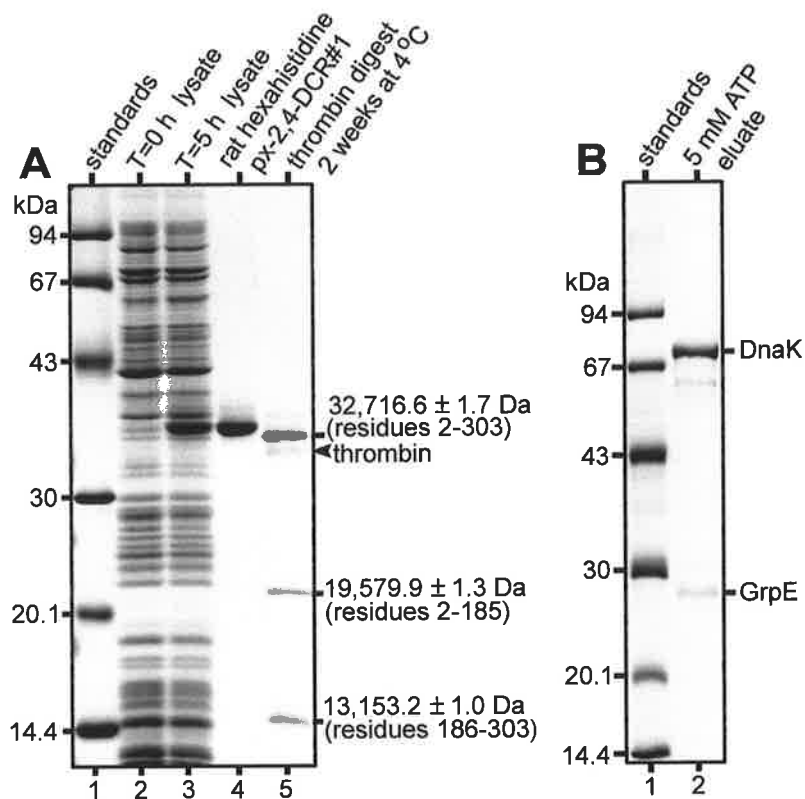 A
standards
T=0 h lysate
T=5 h lysate
rat hexahistidine
px-2,4-DCR#1
thrombin digest
2 weeks at 4 °C
kDa
94
67
43
30
20.1
14.4
32,716.6 ± 1.7 Da
(residues 2-303)
thrombin
19,579.9 ± 1.3 Da
(residues 2-185)
13,153.2 ± 1.0 Da
(residues 186-303)
1 2 3 4 5
B
standards
5 mM ATP
eluate
kDa
94
67
43
30
20.1
14.4
DnaK
GrpE
1 2